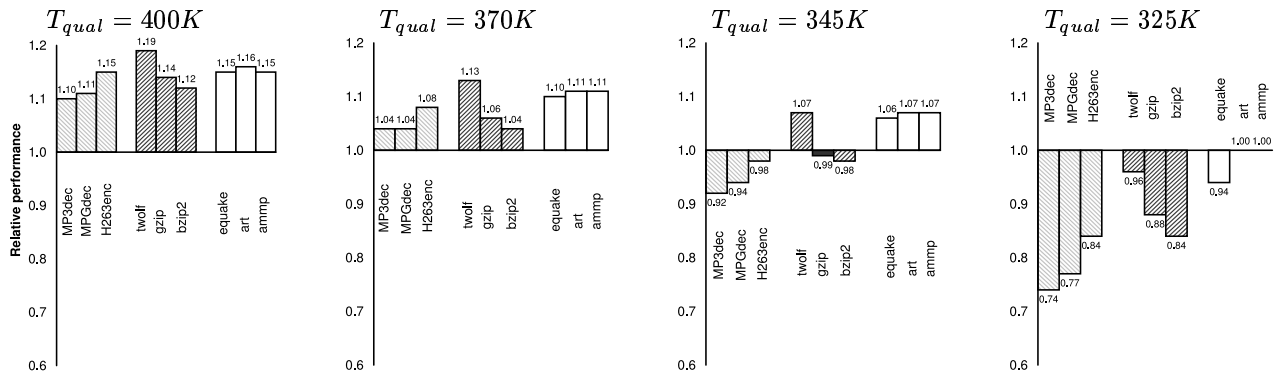 T_qual = 400K
T_qual = 370K
T_qual = 345K
T_qual = 325K
Relative performance
1.2
1.1
1.0
0.9
0.8
0.7
0.6
1.10 1.11 1.15 1.19 1.14 1.12 1.15 1.16 1.15
MP3dec MPGdec H263enc twolf gzip bzip2 equake art ammp
1.2
1.1
1.0
0.9
0.8
0.7
0.6
1.04 1.04 1.08 1.13 1.06 1.04 1.10 1.11 1.11
MP3dec MPGdec H263enc twolf gzip bzip2 equake art ammp
1.2
1.1
1.0
0.9
0.8
0.7
0.6
0.92 0.94 0.98 1.07 0.99 0.98 1.06 1.07 1.07
MP3dec MPGdec H263enc twolf gzip bzip2 equake art ammp
1.2
1.1
1.0
0.9
0.8
0.7
0.6
MP3dec MPGdec H263enc twolf gzip bzip2 equake art ammp
0.74 0.77 0.84 0.96 0.88 0.84 0.94 1.00 1.00